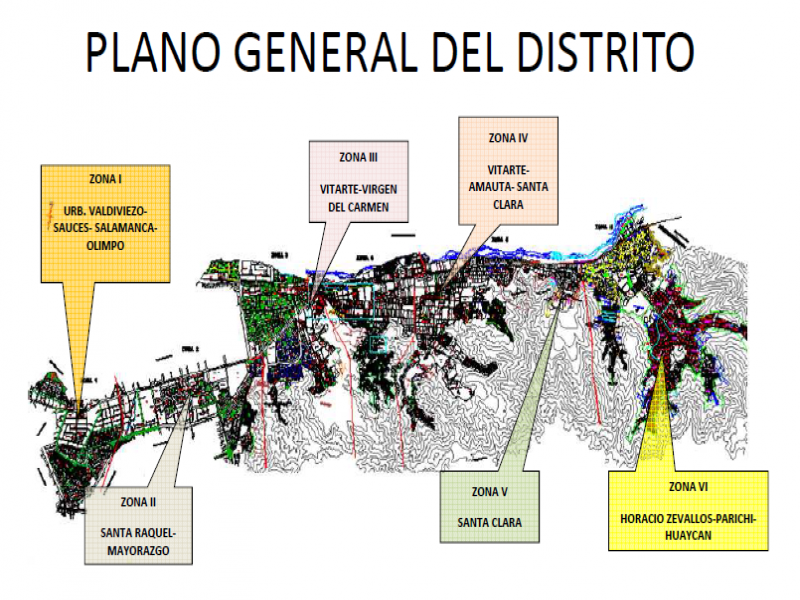 PLANO GENERAL DEL DISTRITO
ZONA I
URB. VALDIVIEZO-
SAUCES- SALAMANCA-
OLIMPO
ZONA III
VITARTE-VIRGEN
DEL CARMEN
ZONA IV
VITARTE-
AMAUTA- SANTA
CLARA
ZONA II
SANTA RAQUEL-
MAYORAZGO
ZONA V
SANTA CLARA
ZONA VI
HORACIO ZEVALLOS-PARICHI-
HUAYCAN